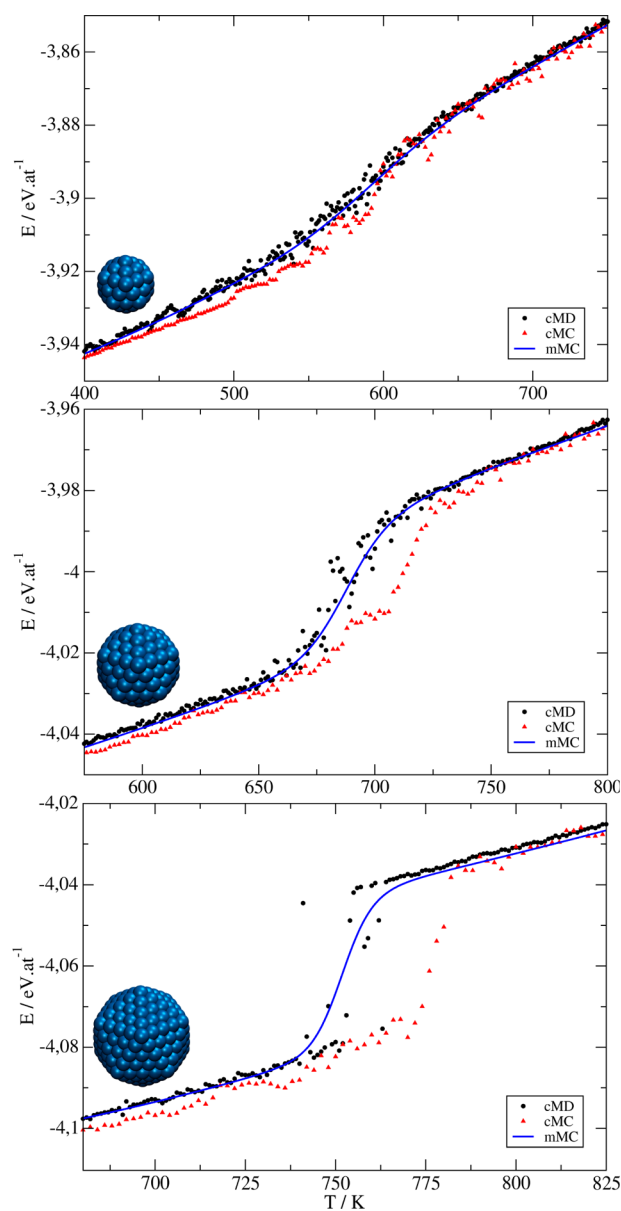 -3,86
-3,88
-3,9
-3,92
-3,94
E / eV.at⁻¹
cMD
cMC
mMC
400
500
600
700
-3,96
-3,98
-4
-4,02
-4,04
E / eV.at⁻¹
cMD
cMC
mMC
600
650
700
750
800
-4,02
-4,04
-4,06
-4,08
-4,1
E / eV.at⁻¹
cMD
cMC
mMC
700
725
750
775
800
825
T / K